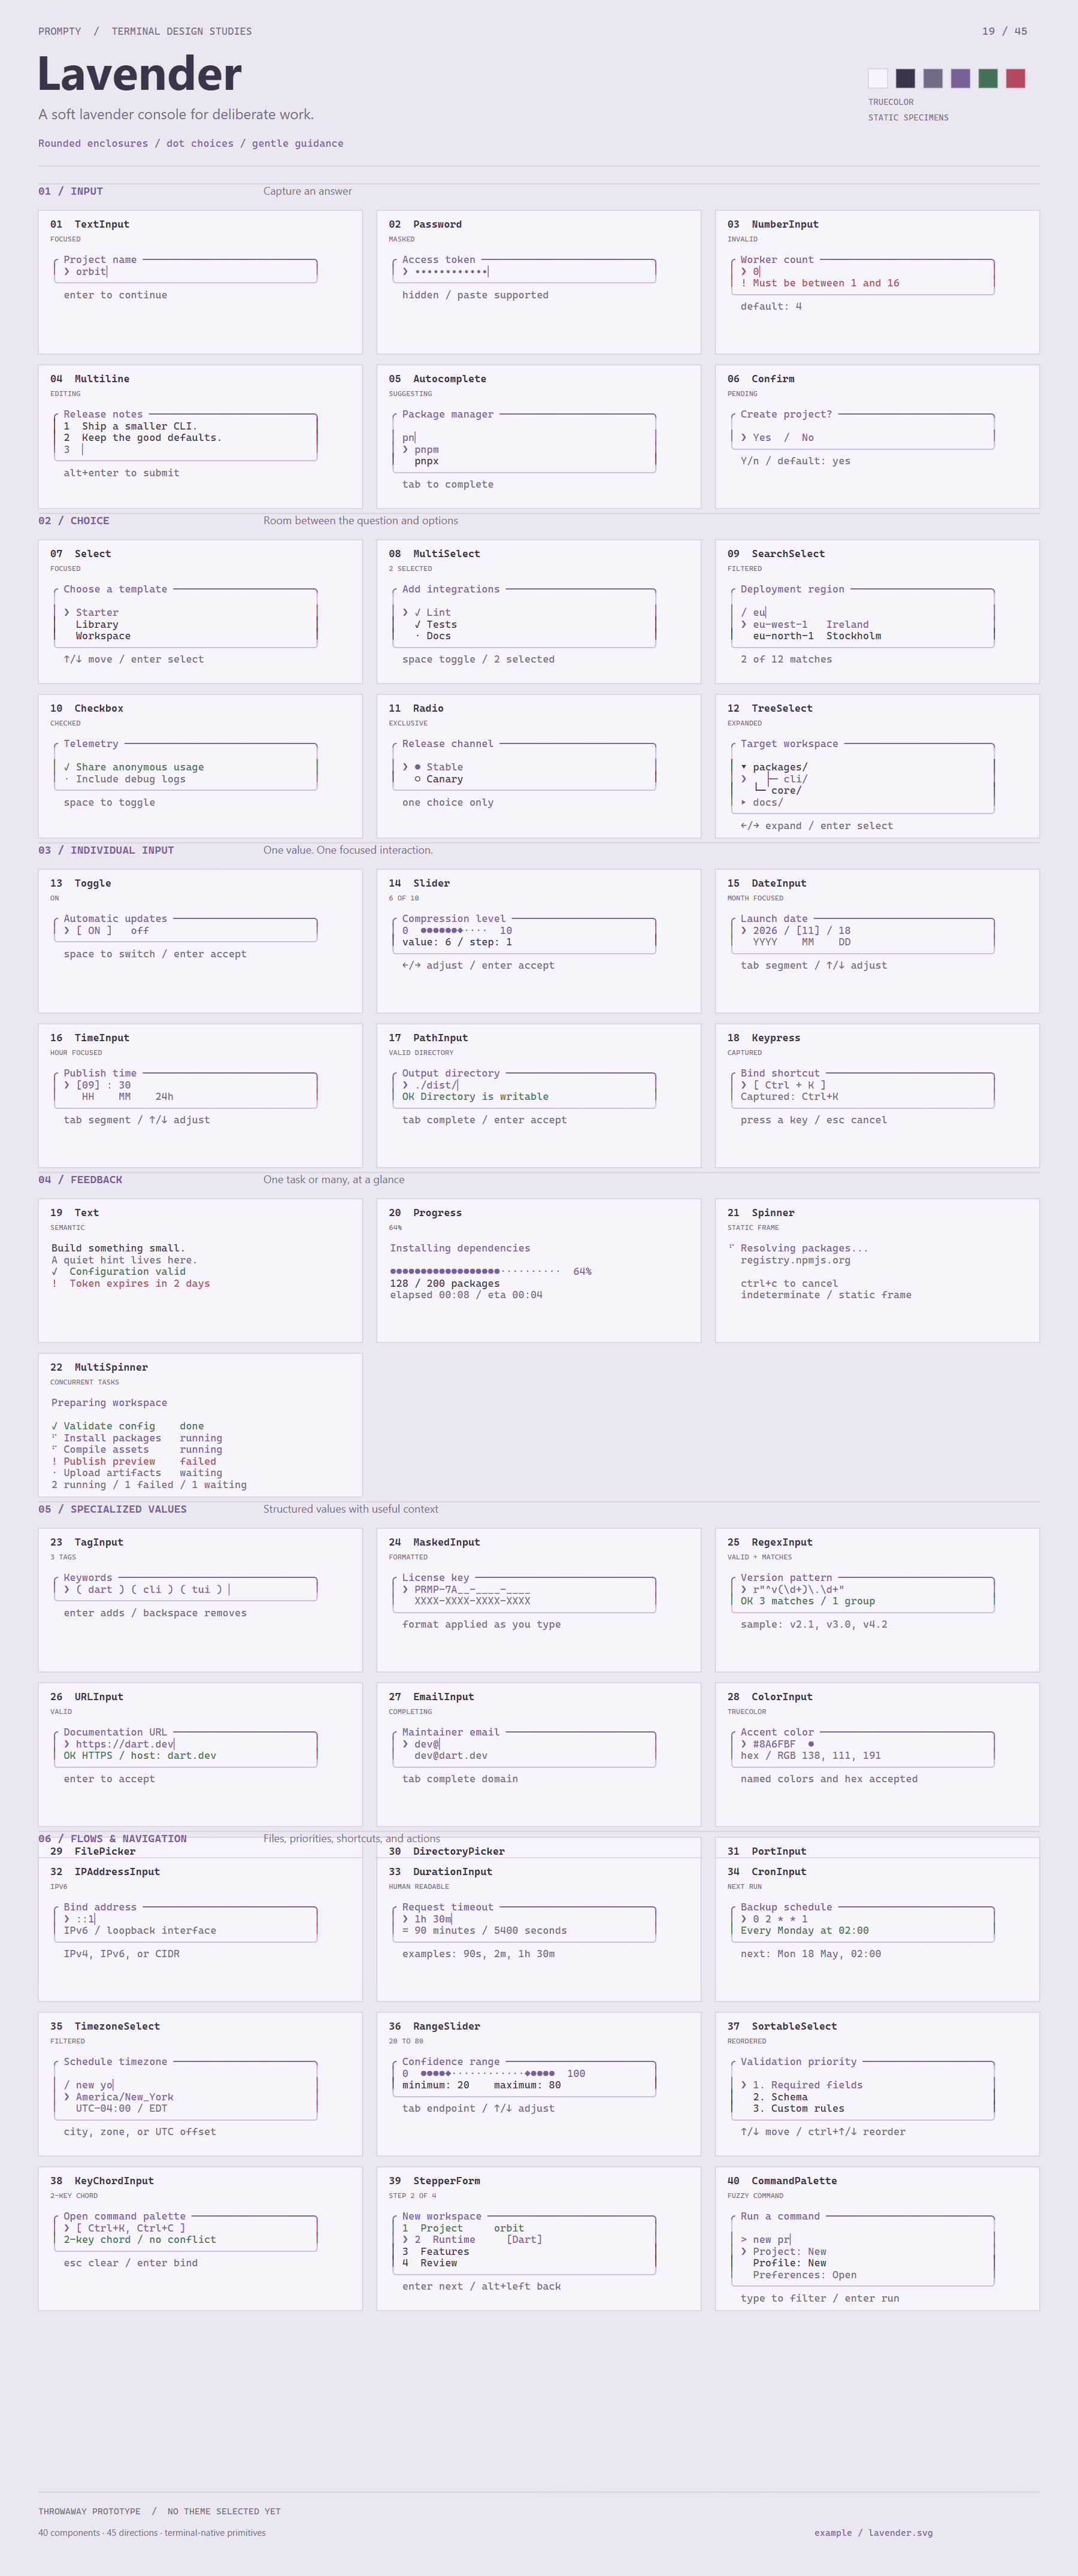 PROMPTY / TERMINAL DESIGN STUDIES
19 / 45
Lavender
A soft lavender console for deliberate work.
TRUECOLOR
STATIC SPECIMENS
Rounded enclosures / dot choices / gentle guidance
01 / INPUT
Capture an answer
01 TextInput
FOCUSED
Project name
❯ orbit
enter to continue
02 Password
MASKED
Access token
❯ ••••••••••••
hidden / paste supported
03 NumberInput
INVALID
Worker count
❯ 0
! Must be between 1 and 16
default: 4
04 Multiline
EDITING
Release notes
1 Ship a smaller CLI.
2 Keep the good defaults.
3
alt+enter to submit
05 Autocomplete
SUGGESTING
Package manager
pn
❯ pnpm
pnpx
tab to complete
06 Confirm
PENDING
Create project?
❯ Yes / No
Y/n / default: yes
02 / CHOICE
Room between the question and options
07 Select
FOCUSED
Choose a template
❯ Starter
Library
Workspace
↑/↓ move / enter select
08 MultiSelect
2 SELECTED
Add integrations
❯ ✓ Lint
✓ Tests
· Docs
space toggle / 2 selected
09 SearchSelect
FILTERED
Deployment region
/ eu
❯ eu-west-1 Ireland
eu-north-1 Stockholm
2 of 12 matches
10 Checkbox
CHECKED
Telemetry
✓ Share anonymous usage
· Include debug logs
space to toggle
11 Radio
EXCLUSIVE
Release channel
❯ ● Stable
○ Canary
one choice only
12 TreeSelect
EXPANDED
Target workspace
▾ packages/
❯ ├─ cli/
└─ core/
▸ docs/
←/→ expand / enter select
03 / INDIVIDUAL INPUT
One value. One focused interaction.
13 Toggle
ON
Automatic updates
❯ [ ON ] off
space to switch / enter accept
14 Slider
6 OF 10
Compression level
0 ●●●●●●◆···· 10
value: 6 / step: 1
←/→ adjust / enter accept
15 DateInput
MONTH FOCUSED
Launch date
❯ 2026 / [11] / 18
YYYY MM DD
tab segment / ↑/↓ adjust
16 TimeInput
HOUR FOCUSED
Publish time
❯ [09] : 30
HH MM 24h
tab segment / ↑/↓ adjust
17 PathInput
VALID DIRECTORY
Output directory
❯ ./dist/
OK Directory is writable
tab complete / enter accept
18 Keypress
CAPTURED
Bind shortcut
❯ [ Ctrl + K ]
Captured: Ctrl+K
press a key / esc cancel
04 / FEEDBACK
One task or many, at a glance
19 Text
SEMANTIC
Build something small.
A quiet hint lives here.
✓ Configuration valid
! Token expires in 2 days
20 Progress
64%
Installing dependencies
●●●●●●●●●●●●●●●●●●·········· 64%
128 / 200 packages
elapsed 00:08 / eta 00:04
21 Spinner
STATIC FRAME
⠋ Resolving packages...
registry.npmjs.org
ctrl+c to cancel
indeterminate / static frame
22 MultiSpinner
CONCURRENT TASKS
Preparing workspace
✓ Validate config done
⠋ Install packages running
⠋ Compile assets running
! Publish preview failed
· Upload artifacts waiting
2 running / 1 failed / 1 waiting
05 / SPECIALIZED VALUES
Structured values with useful context
23 TagInput
3 TAGS
Keywords
❯ ( dart ) ( cli ) ( tui )
enter adds / backspace removes
24 MaskedInput
FORMATTED
License key
❯ PRMP-7A__-____-____
XXXX-XXXX-XXXX-XXXX
format applied as you type
25 RegexInput
VALID + MATCHES
Version pattern
❯ r"^v(\d+)\.\d+"
OK 3 matches / 1 group
sample: v2.1, v3.0, v4.2
26 URLInput
VALID
Documentation URL
❯ https://dart.dev
OK HTTPS / host: dart.dev
enter to accept
27 EmailInput
COMPLETING
Maintainer email
❯ dev@
dev@dart.dev
tab complete domain
28 ColorInput
TRUECOLOR
Accent color
❯ #8A6FBF ●
hex / RGB 138, 111, 191
named colors and hex accepted
06 / FLOWS & NAVIGATION
Files, priorities, shortcuts, and actions
29 FilePicker
30 DirectoryPicker
31 PortInput
32 IPAddressInput
IPV6
Bind address
❯ ::1
IPv6 / loopback interface
IPv4, IPv6, or CIDR
33 DurationInput
HUMAN READABLE
Request timeout
❯ 1h 30m
= 90 minutes / 5400 seconds
examples: 90s, 2m, 1h 30m
34 CronInput
NEXT RUN
Backup schedule
❯ 0 2 * * 1
Every Monday at 02:00
next: Mon 18 May, 02:00
35 TimezoneSelect
FILTERED
Schedule timezone
/ new yo
❯ America/New_York
UTC-04:00 / EDT
city, zone, or UTC offset
36 RangeSlider
20 TO 80
Confidence range
0 ●●●●◆············◆●●●● 100
minimum: 20 maximum: 80
tab endpoint / ↑/↓ adjust
37 SortableSelect
REORDERED
Validation priority
❯ 1. Required fields
2. Schema
3. Custom rules
↑/↓ move / ctrl+↑/↓ reorder
38 KeyChordInput
2-KEY CHORD
Open command palette
❯ [ Ctrl+K, Ctrl+C ]
2-key chord / no conflict
esc clear / enter bind
39 StepperForm
STEP 2 OF 4
New workspace
1 Project orbit
❯ 2 Runtime [Dart]
3 Features
4 Review
enter next / alt+left back
40 CommandPalette
FUZZY COMMAND
Run a command
> new pr
❯ Project: New
Profile: New
Preferences: Open
type to filter / enter run
THROWAWAY PROTOTYPE / NO THEME SELECTED YET
40 components · 45 directions · terminal-native primitives
example / lavender.svg